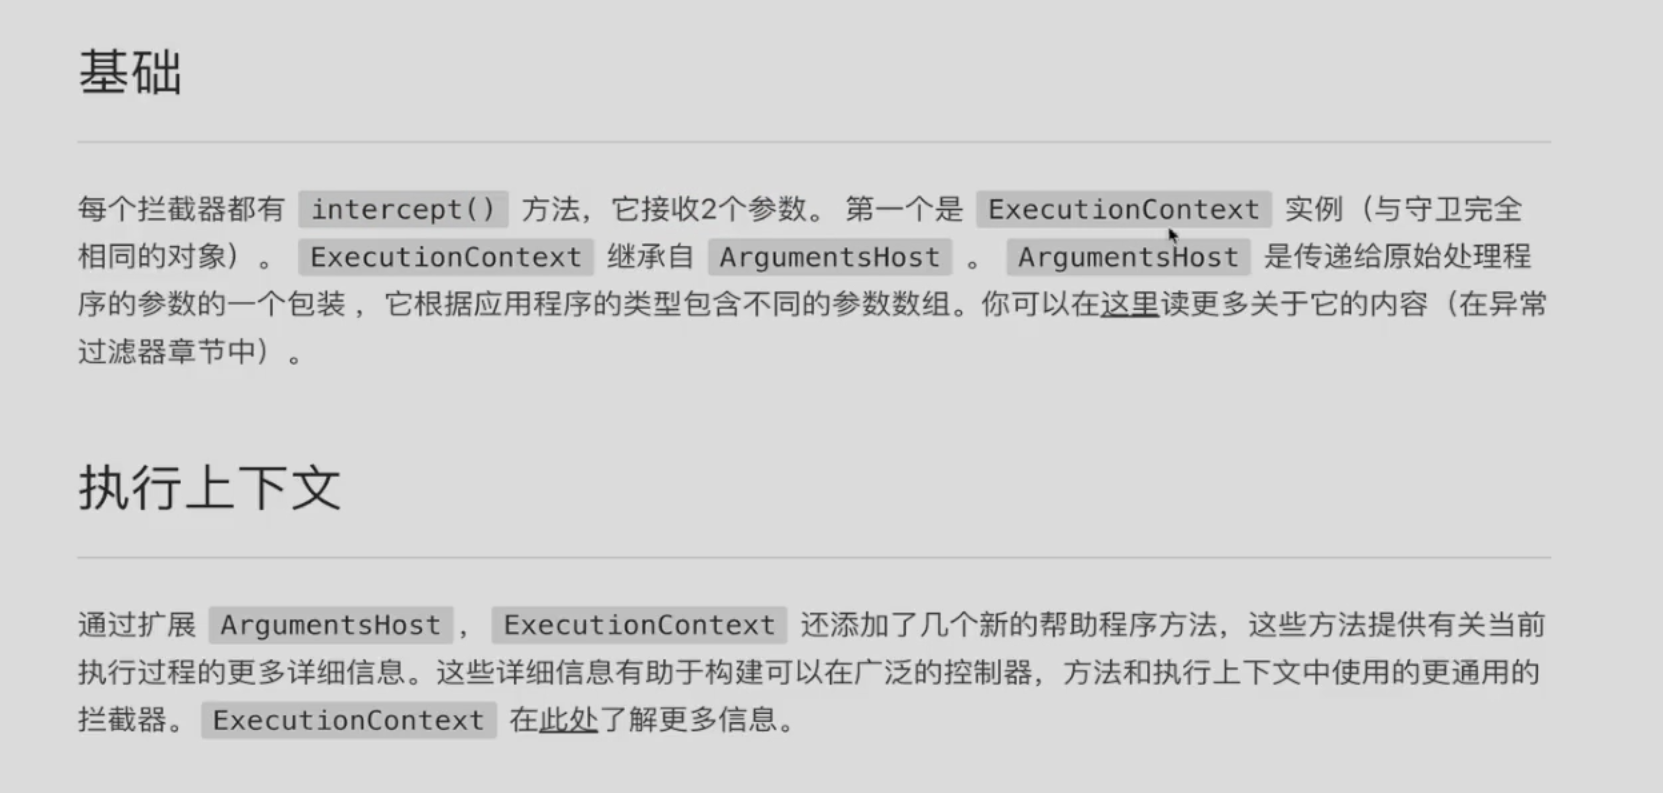 基础
每个拦截器都有 intercept() 方法，它接收2个参数。 第一个是 ExecutionContext 实例（与守卫完全
相同的对象）。 ExecutionContext 继承自 ArgumentsHost 。 ArgumentsHost 是传递给原始处理程
序的参数的一个包装 ，它根据应用程序的类型包含不同的参数数组。你可以在这里读更多关于它的内容（在异常
过滤器章节中）。
执行上下文
通过扩展 ArgumentsHost ， ExecutionContext 还添加了几个新的帮助程序方法，这些方法提供有关当前
执行过程的更多详细信息。这些详细信息有助于构建可以在广泛的控制器，方法和执行上下文中使用的更通用的
拦截器。 ExecutionContext 在此处了解更多信息。